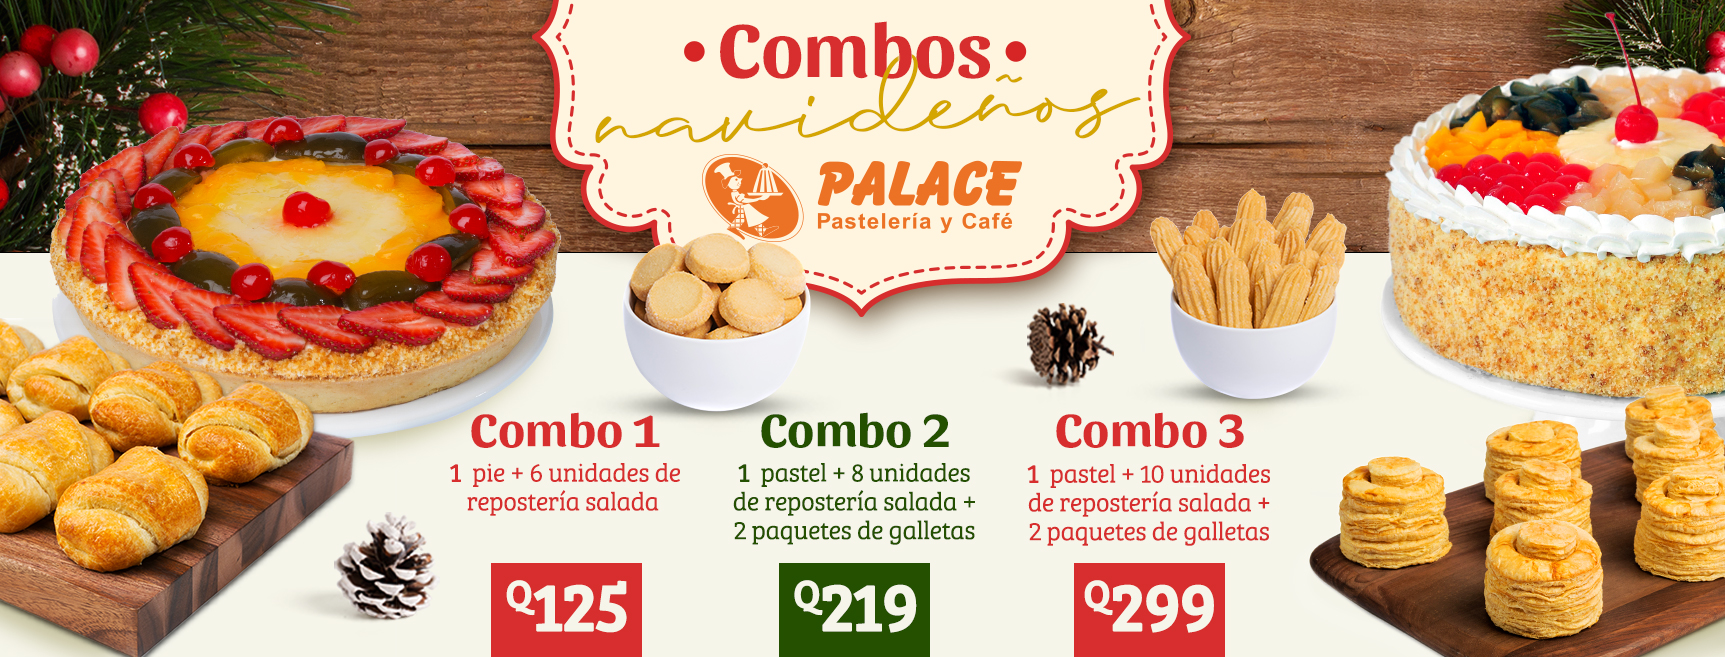 • Combos •
navideños
PALACE
Pastelería y Café
Combo 1
1 pie + 6 unidades de
repostería salada
Q125
Combo 2
1 pastel + 8 unidades
de repostería salada +
2 paquetes de galletas
Q219
Combo 3
1 pastel + 10 unidades
de repostería salada +
2 paquetes de galletas
Q299